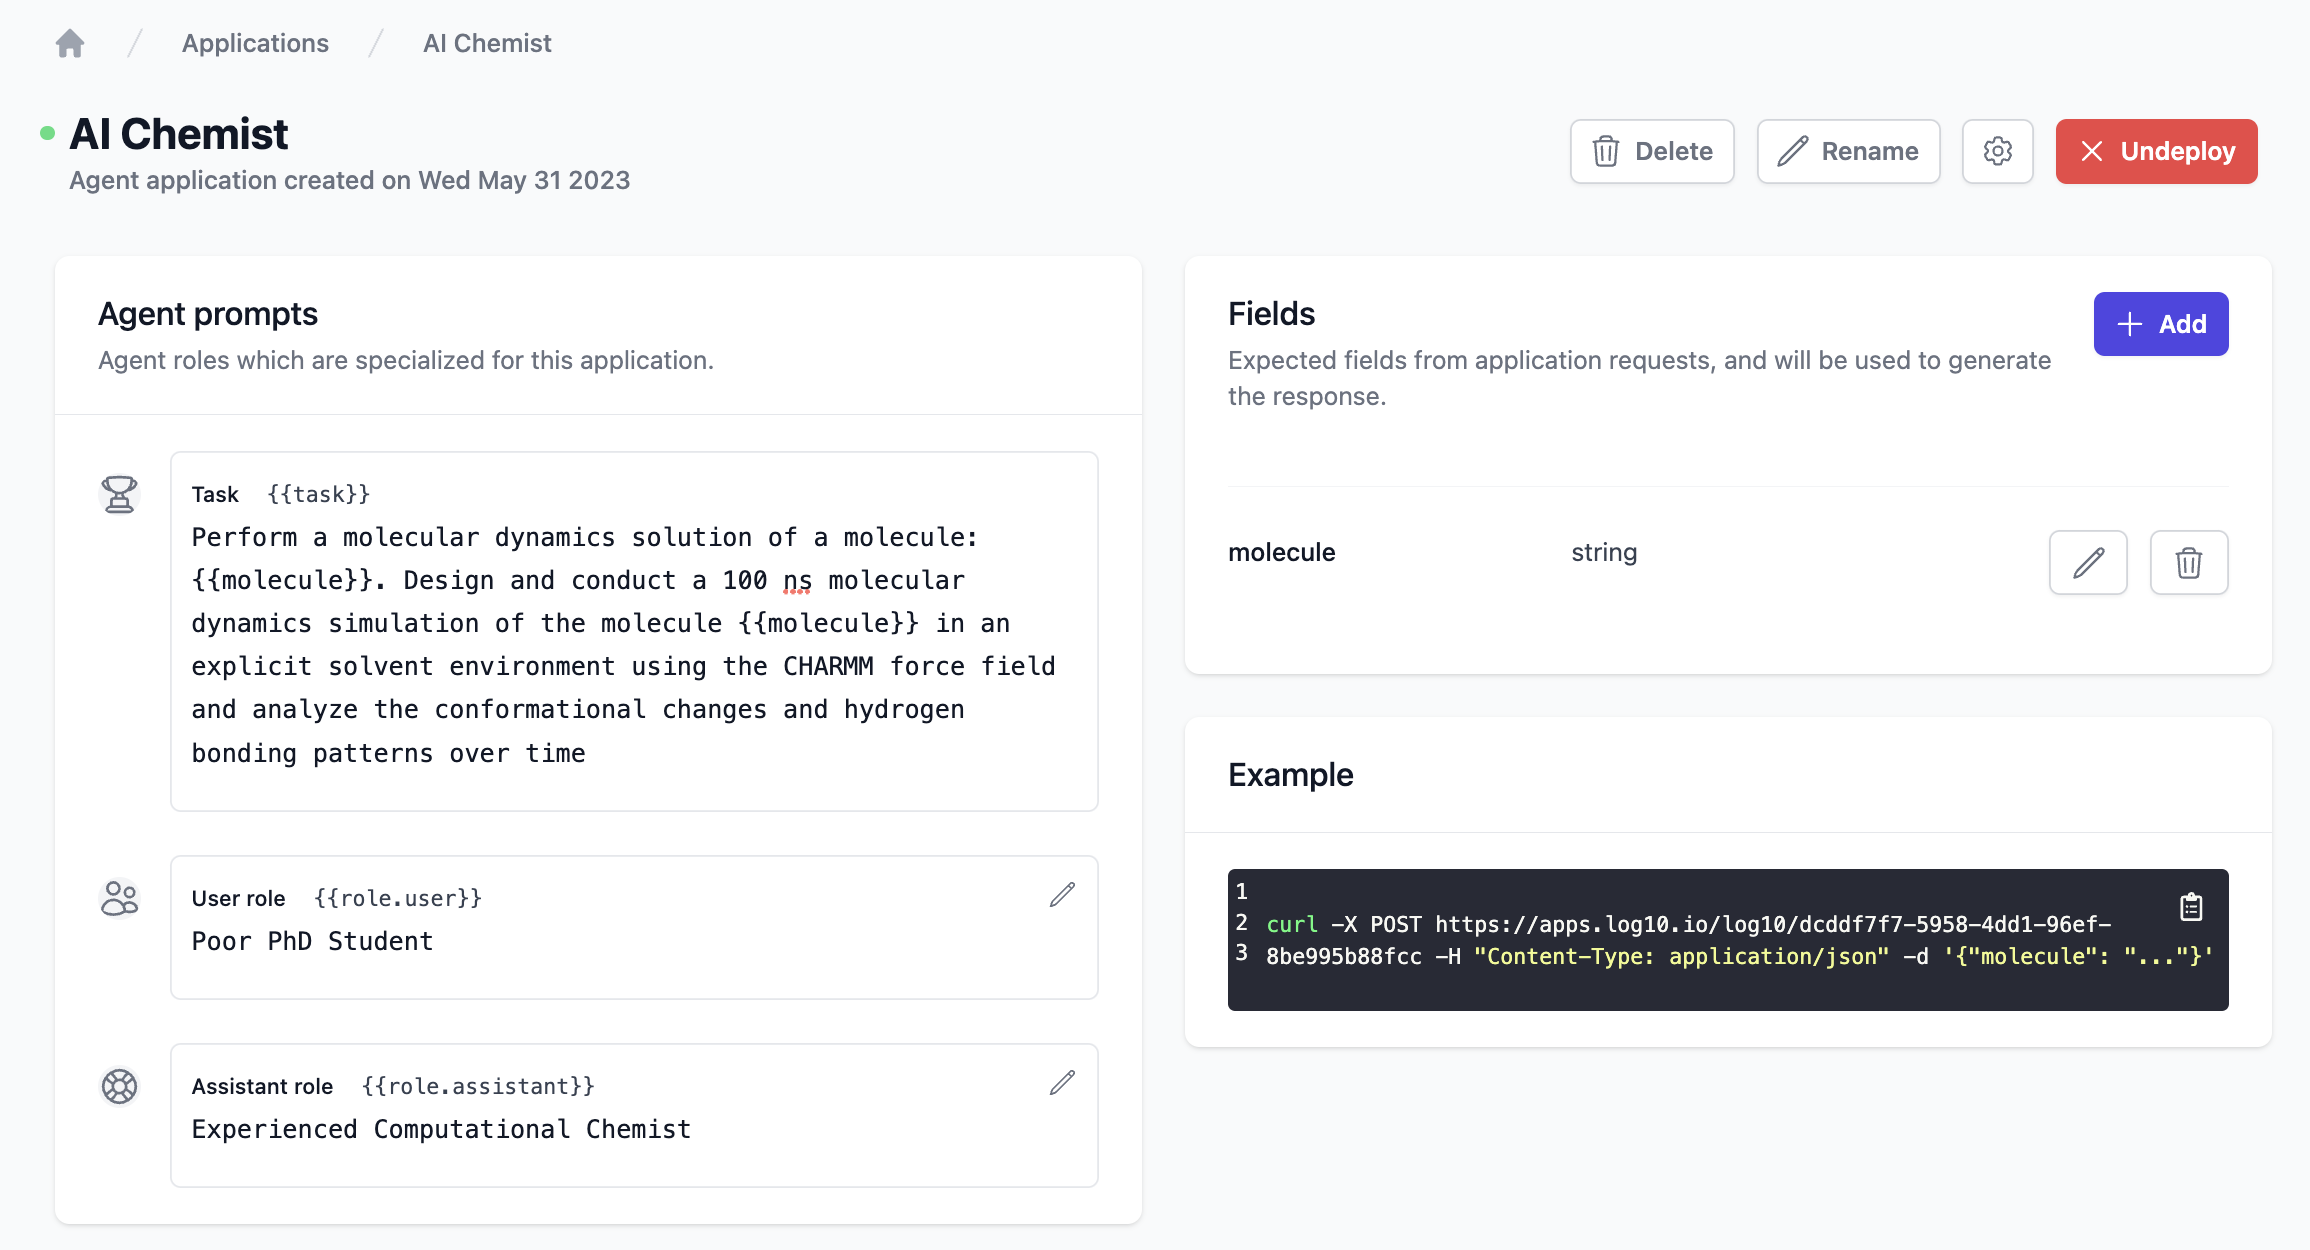 Applications
AI Chemist
AI Chemist
Agent application created on Wed May 31 2023
Delete
Rename
Undeploy
Agent prompts
Agent roles which are specialized for this application.
Task {{task}}
Perform a molecular dynamics solution of a molecule:
{{molecule}}. Design and conduct a 100 ns molecular
dynamics simulation of the molecule {{molecule}} in an
explicit solvent environment using the CHARMM force field
and analyze the conformational changes and hydrogen
bonding patterns over time
User role {{role.user}}
Poor PhD Student
Assistant role {{role.assistant}}
Experienced Computational Chemist
Fields
Add
Expected fields from application requests, and will be used to generate
the response.
molecule string
Example
1
2 curl -X POST https://apps.log10.io/log10/dcddf7f7-5958-4dd1-96ef-
3 8be995b88fcc -H "Content-Type: application/json" -d '{"molecule": "..."}'